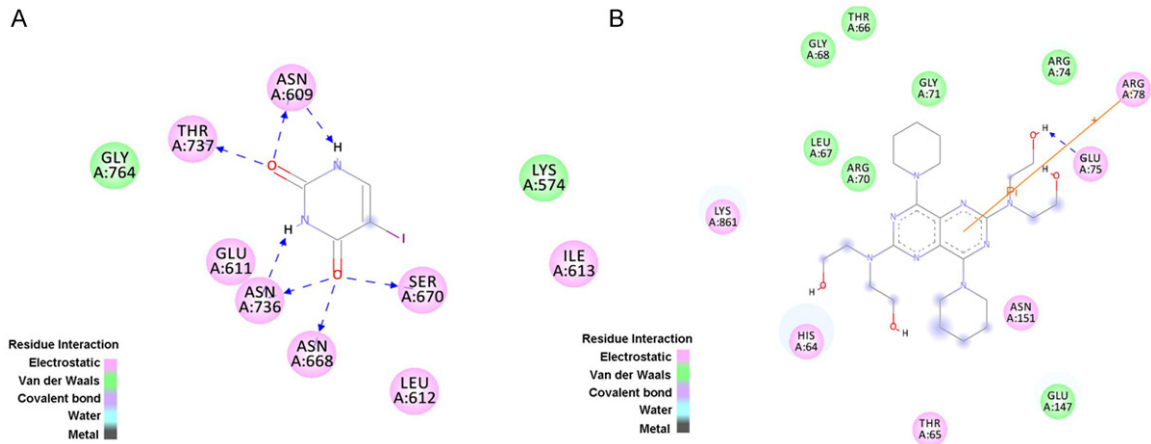 A
ASN
A:609
THR
A:737
GLY
A:764
H
N
O
N
H
I
O
GLU
A:611
ASN
A:736
SER
A:670
ASN
A:668
LEU
A:612
LYS
A:574
ILE
A:613
Residue Interaction
Electrostatic
Van der Waals
Covalent bond
Water
Metal
B
THR
A:66
GLY
A:68
GLY
A:71
ARG
A:74
ARG
A:78
LEU
A:67
ARG
A:70
GLU
A:75
LYS
A:861
HIS
A:64
ASN
A:151
GLU
A:147
THR
A:65
O H
H O
N
Pi
+
N
N
N
N
N
N
N
H O
O H
Residue Interaction
Electrostatic
Van der Waals
Covalent bond
Water
Metal